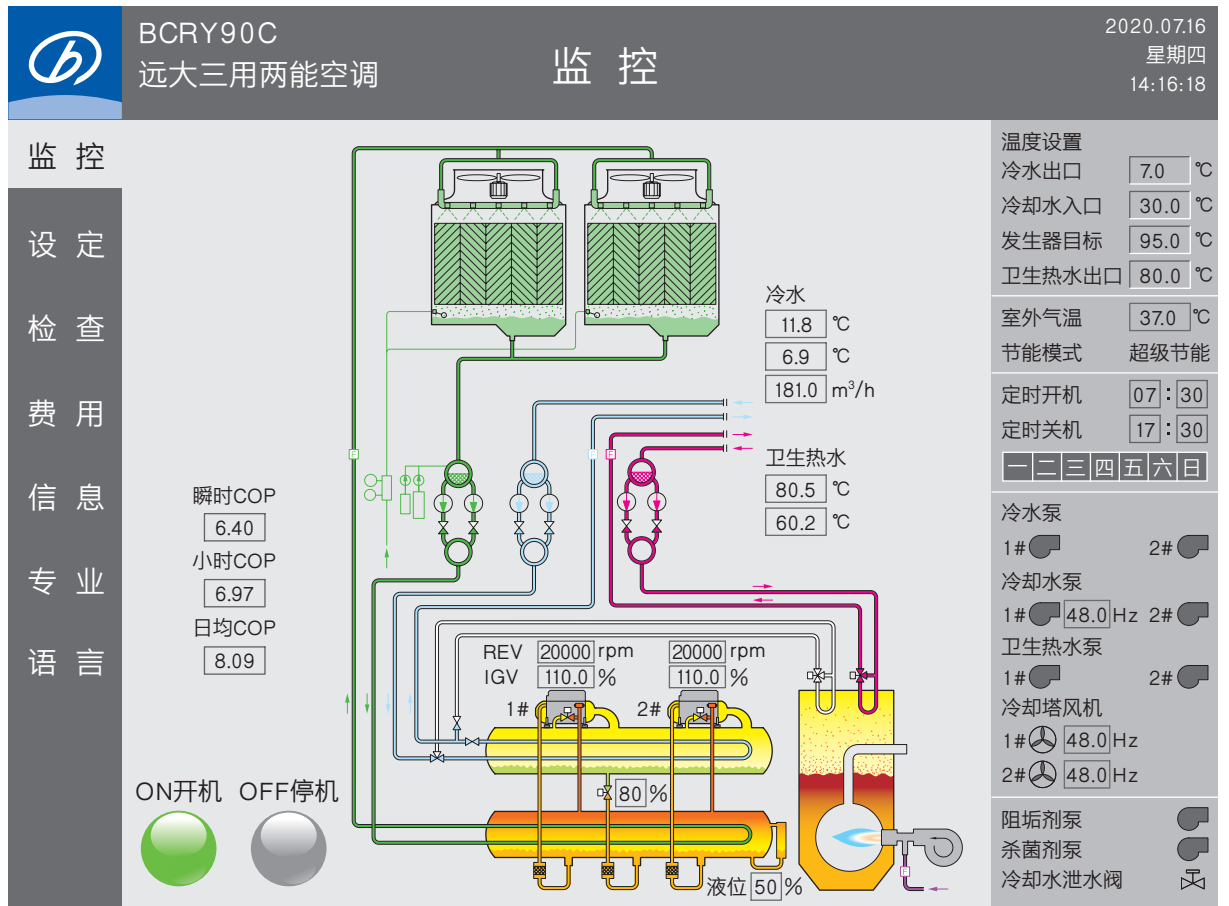 BCRY90C
远大三用两能空调
监 控
2020.07.16
星期四
14:16:18
监 控
设 定
检 查
费 用
信 息
专 业
语 言
瞬时COP
6.40
小时COP
6.97
日均COP
8.09
ON开机 OFF停机
冷水
11.8 ℃
6.9 ℃
181.0 m³/h
卫生热水
80.5 ℃
60.2 ℃
F
F
F
REV 20000 rpm 20000 rpm
IGV 110.0 % 110.0 %
1# 2#
80 %
液位 50 %
F
温度设置
冷水出口 7.0 ℃
冷却水入口 30.0 ℃
发生器目标 95.0 ℃
卫生热水出口 80.0 ℃
室外气温 37.0 ℃
节能模式 超级节能
定时开机 07:30
定时关机 17:30
一 二 三 四 五 六 日
冷水泵
1# 2#
冷却水泵
1# 48.0 Hz 2#
卫生热水泵
1# 2#
冷却塔风机
1# 48.0 Hz
2# 48.0 Hz
阻垢剂泵
杀菌剂泵
冷却水泄水阀